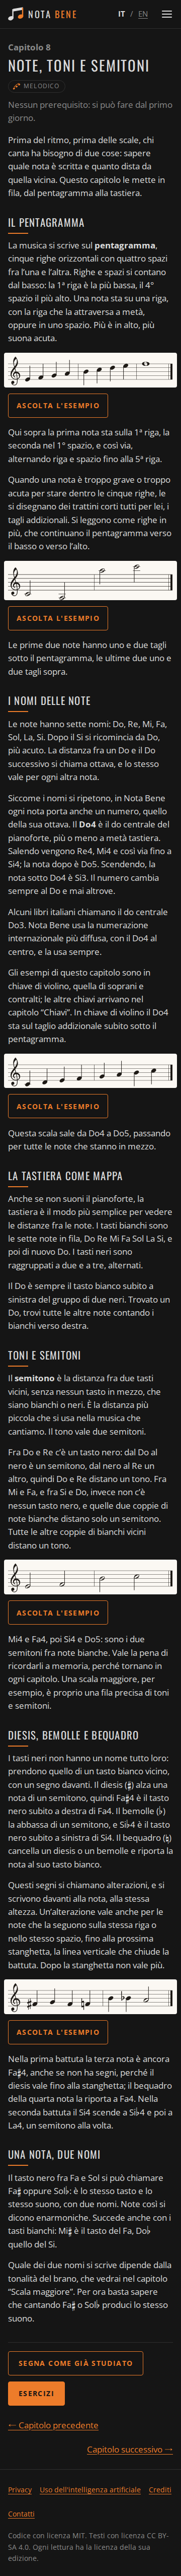 NOTA BENE
IT / EN
Capitolo 8
NOTE, TONI E SEMITONI
MELODICO
Nessun prerequisito: si può fare dal primo
giorno.
Prima del ritmo, prima delle scale, chi
canta ha bisogno di due cose: sapere
quale nota è scritta e quanto dista da
quella vicina. Questo capitolo le mette in
fila, dal pentagramma alla tastiera.
IL PENTAGRAMMA
La musica si scrive sul pentagramma,
cinque righe orizzontali con quattro spazi
fra l’una e l’altra. Righe e spazi si contano
dal basso: la 1ª riga è la più bassa, il 4°
spazio il più alto. Una nota sta su una riga,
con la riga che la attraversa a metà,
oppure in uno spazio. Più è in alto, più
suona acuta.
ASCOLTA L’ESEMPIO
Qui sopra la prima nota sta sulla 1ª riga, la
seconda nel 1° spazio, e così via,
alternando riga e spazio fino alla 5ª riga.
Quando una nota è troppo grave o troppo
acuta per stare dentro le cinque righe, le
si disegnano dei trattini corti tutti per lei, i
tagli addizionali. Si leggono come righe in
più, che continuano il pentagramma verso
il basso o verso l’alto.
ASCOLTA L’ESEMPIO
Le prime due note hanno uno e due tagli
sotto il pentagramma, le ultime due uno e
due tagli sopra.
I NOMI DELLE NOTE
Le note hanno sette nomi: Do, Re, Mi, Fa,
Sol, La, Si. Dopo il Si si ricomincia da Do,
più acuto. La distanza fra un Do e il Do
successivo si chiama ottava, e lo stesso
vale per ogni altra nota.
Siccome i nomi si ripetono, in Nota Bene
ogni nota porta anche un numero, quello
della sua ottava. Il Do4 è il do centrale del
pianoforte, più o meno a metà tastiera.
Salendo vengono Re4, Mi4 e così via fino a
Si4; la nota dopo è Do5. Scendendo, la
nota sotto Do4 è Si3. Il numero cambia
sempre al Do e mai altrove.
Alcuni libri italiani chiamano il do centrale
Do3. Nota Bene usa la numerazione
internazionale più diffusa, con il Do4 al
centro, e la usa sempre.
Gli esempi di questo capitolo sono in
chiave di violino, quella di soprani e
contralti; le altre chiavi arrivano nel
capitolo “Chiavi”. In chiave di violino il Do4
sta sul taglio addizionale subito sotto il
pentagramma.
ASCOLTA L’ESEMPIO
Questa scala sale da Do4 a Do5, passando
per tutte le note che stanno in mezzo.
LA TASTIERA COME MAPPA
Anche se non suoni il pianoforte, la
tastiera è il modo più semplice per vedere
le distanze fra le note. I tasti bianchi sono
le sette note in fila, Do Re Mi Fa Sol La Si, e
poi di nuovo Do. I tasti neri sono
raggruppati a due e a tre, alternati.
Il Do è sempre il tasto bianco subito a
sinistra del gruppo di due neri. Trovato un
Do, trovi tutte le altre note contando i
bianchi verso destra.
TONI E SEMITONI
Il semitono è la distanza fra due tasti
vicini, senza nessun tasto in mezzo, che
siano bianchi o neri. È la distanza più
piccola che si usa nella musica che
cantiamo. Il tono vale due semitoni.
Fra Do e Re c’è un tasto nero: dal Do al
nero è un semitono, dal nero al Re un
altro, quindi Do e Re distano un tono. Fra
Mi e Fa, e fra Si e Do, invece non c’è
nessun tasto nero, e quelle due coppie di
note bianche distano solo un semitono.
Tutte le altre coppie di bianchi vicini
distano un tono.
ASCOLTA L’ESEMPIO
Mi4 e Fa4, poi Si4 e Do5: sono i due
semitoni fra note bianche. Vale la pena di
ricordarli a memoria, perché tornano in
ogni capitolo. Una scala maggiore, per
esempio, è proprio una fila precisa di toni
e semitoni.
DIESIS, BEMOLLE E BEQUADRO
I tasti neri non hanno un nome tutto loro:
prendono quello di un tasto bianco vicino,
con un segno davanti. Il diesis (♯) alza una
nota di un semitono, quindi Fa♯4 è il tasto
nero subito a destra di Fa4. Il bemolle (♭)
la abbassa di un semitono, e Si♭4 è il tasto
nero subito a sinistra di Si4. Il bequadro (♮)
cancella un diesis o un bemolle e riporta la
nota al suo tasto bianco.
Questi segni si chiamano alterazioni, e si
scrivono davanti alla nota, alla stessa
altezza. Un’alterazione vale anche per le
note che la seguono sulla stessa riga o
nello stesso spazio, fino alla prossima
stanghetta, la linea verticale che chiude la
battuta. Dopo la stanghetta non vale più.
ASCOLTA L’ESEMPIO
Nella prima battuta la terza nota è ancora
Fa♯4, anche se non ha segni, perché il
diesis vale fino alla stanghetta; il bequadro
della quarta nota la riporta a Fa4. Nella
seconda battuta il Si4 scende a Si♭4 e poi a
La4, un semitono alla volta.
UNA NOTA, DUE NOMI
Il tasto nero fra Fa e Sol si può chiamare
Fa♯ oppure Sol♭: è lo stesso tasto e lo
stesso suono, con due nomi. Note così si
dicono enarmoniche. Succede anche con i
tasti bianchi: Mi♯ è il tasto del Fa, Do♭
quello del Si.
Quale dei due nomi si scrive dipende dalla
tonalità del brano, che vedrai nel capitolo
“Scala maggiore”. Per ora basta sapere
che cantando Fa♯ o Sol♭ produci lo stesso
suono.
SEGNA COME GIÀ STUDIATO
ESERCIZI
← Capitolo precedente
Capitolo successivo →
Privacy Uso dell’intelligenza artificiale Crediti
Contatti
Codice con licenza MIT. Testi con licenza CC BY-
SA 4.0. Ogni lettura ha la licenza della sua
edizione.